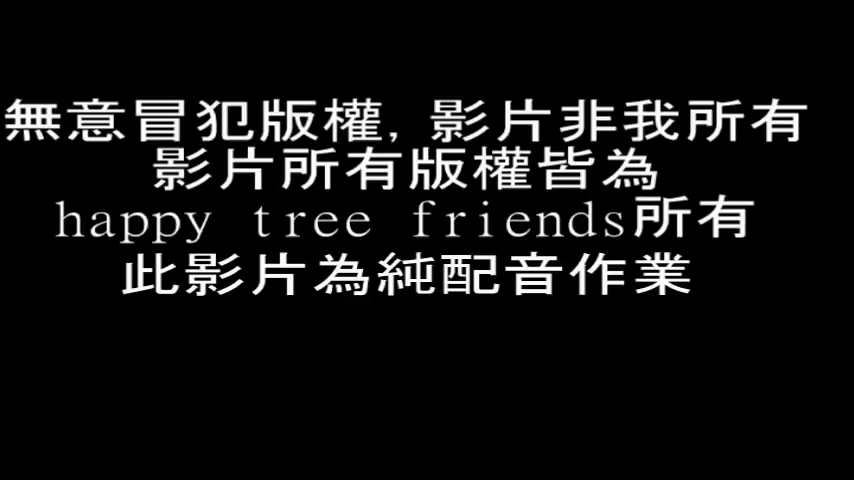 無意冒犯版權, 影片非我所有
影片所有版權皆為
happy tree friends所有
此影片為純配音作業